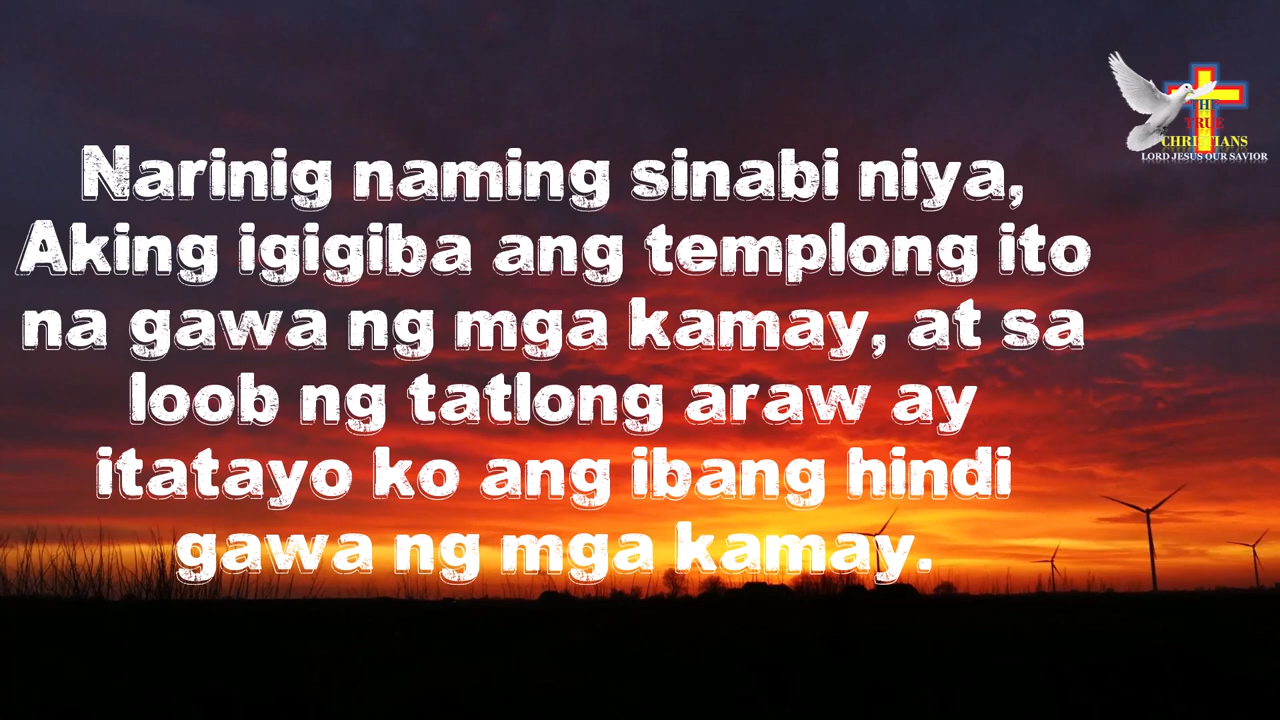 Narinig naming sinabi niya,
Aking igigiba ang templong ito
na gawa ng mga kamay, at sa
loob ng tatlong araw ay
itatayo ko ang ibang hindi
gawa ng mga kamay.
THE
TRUE
CHRISTIANS
LORD JESUS OUR SAVIOR